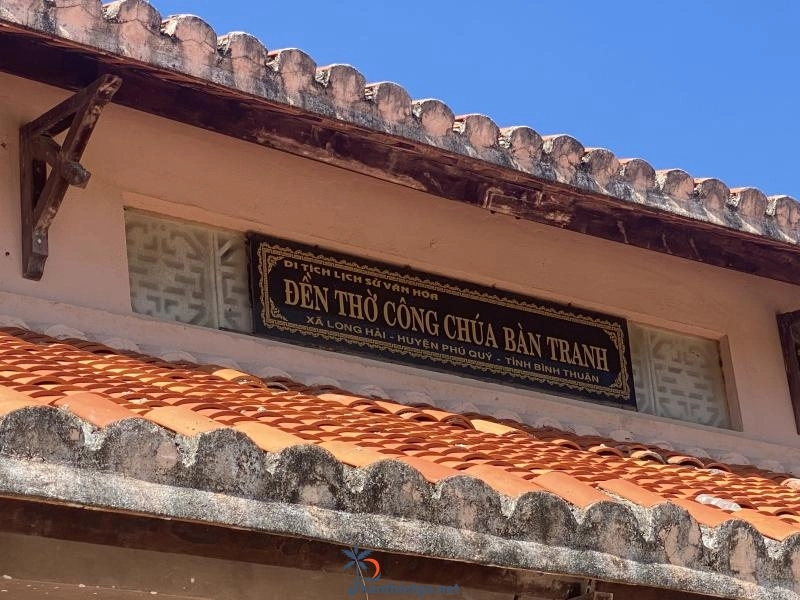 DI TÍCH LỊCH SỬ VĂN HÓA
ĐỀN THỜ CÔNG CHÚA BÀN TRANH
XÃ LONG HẢI - HUYỆN PHÚ QUÝ - TỈNH BÌNH THUẬN